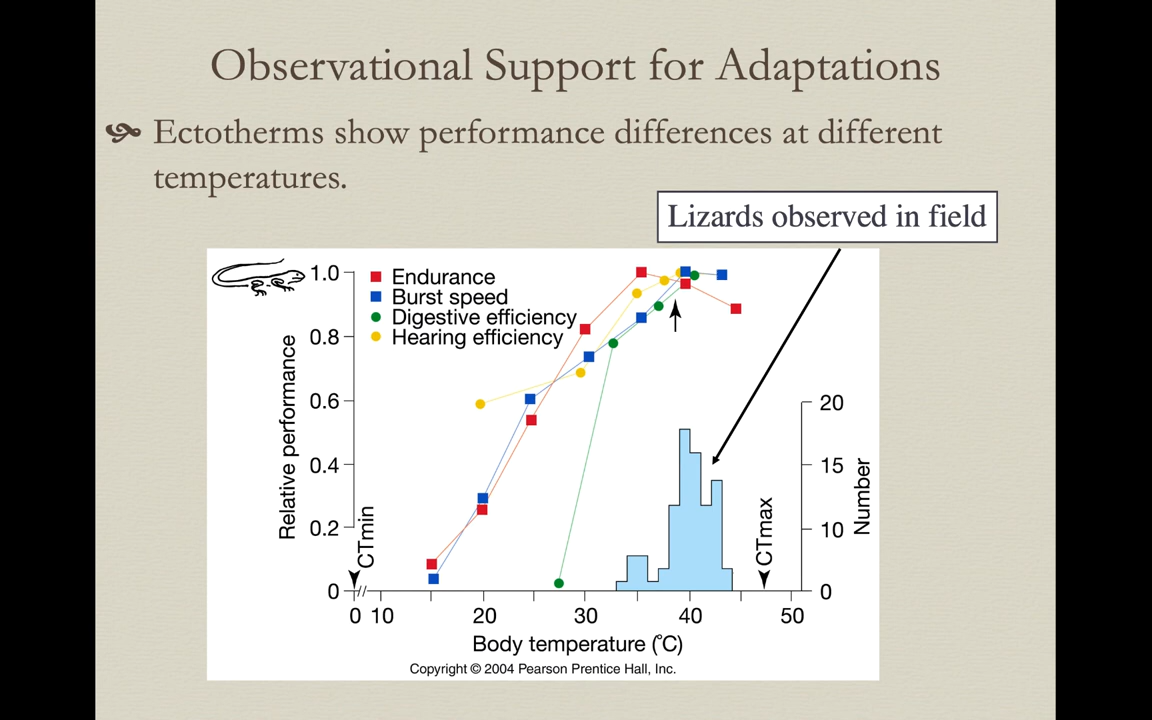 Observational Support for Adaptations
Ectotherms show performance differences at different
temperatures.
Lizards observed in field
Endurance
Burst speed
Digestive efficiency
Hearing efficiency
Relative performance
1.0
0.8
0.6
0.4
0.2
0
CTmin
CTmax
20
15
10
0
Number
0 10 20 30 40 50
Body temperature (°C)
Copyright © 2004 Pearson Prentice Hall, Inc.